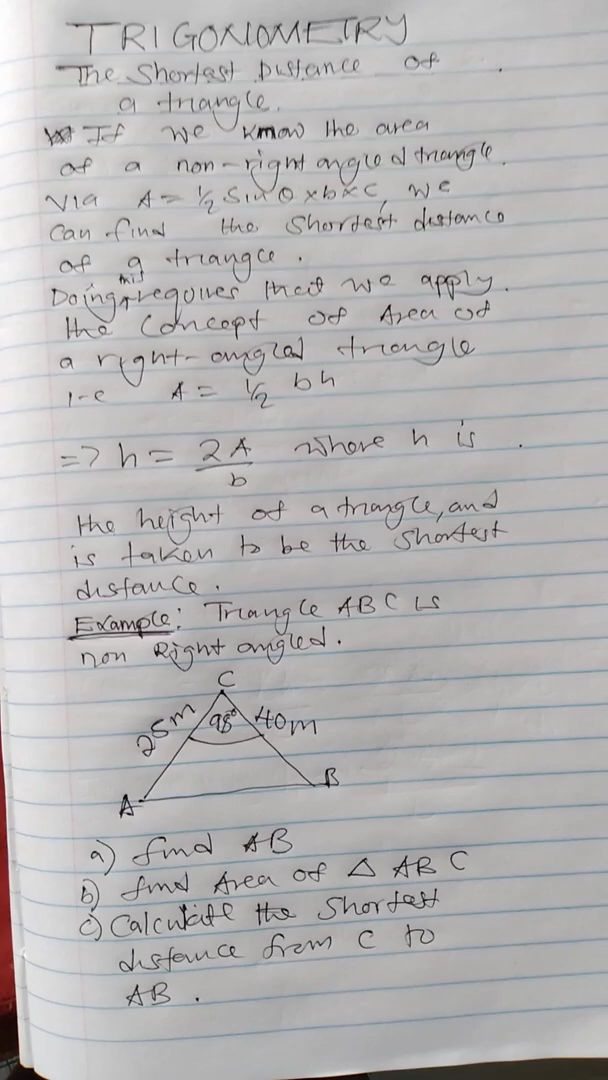 TRIGONOMETRY
The Shortest Distance of
a triangle.
If we know the area
of a non-right angled triangle.
via A = 1/2 Sin θ x b x c, we
can find the shortest distance
of a triangle.
Doing this requires that we apply.
the concept of Area of
a right-angled triangle
i-e A = 1/2 bh
=> h = 2A/b where h is .
the height of a triangle, and
is taken to be the shortest
distance.
Example: Triangle ABC is
non Right angled.
C
25m 98° 40m
A B
a) find AB
b) find Area of Δ ABC
c) Calculate the shortest
distance from C to
AB.